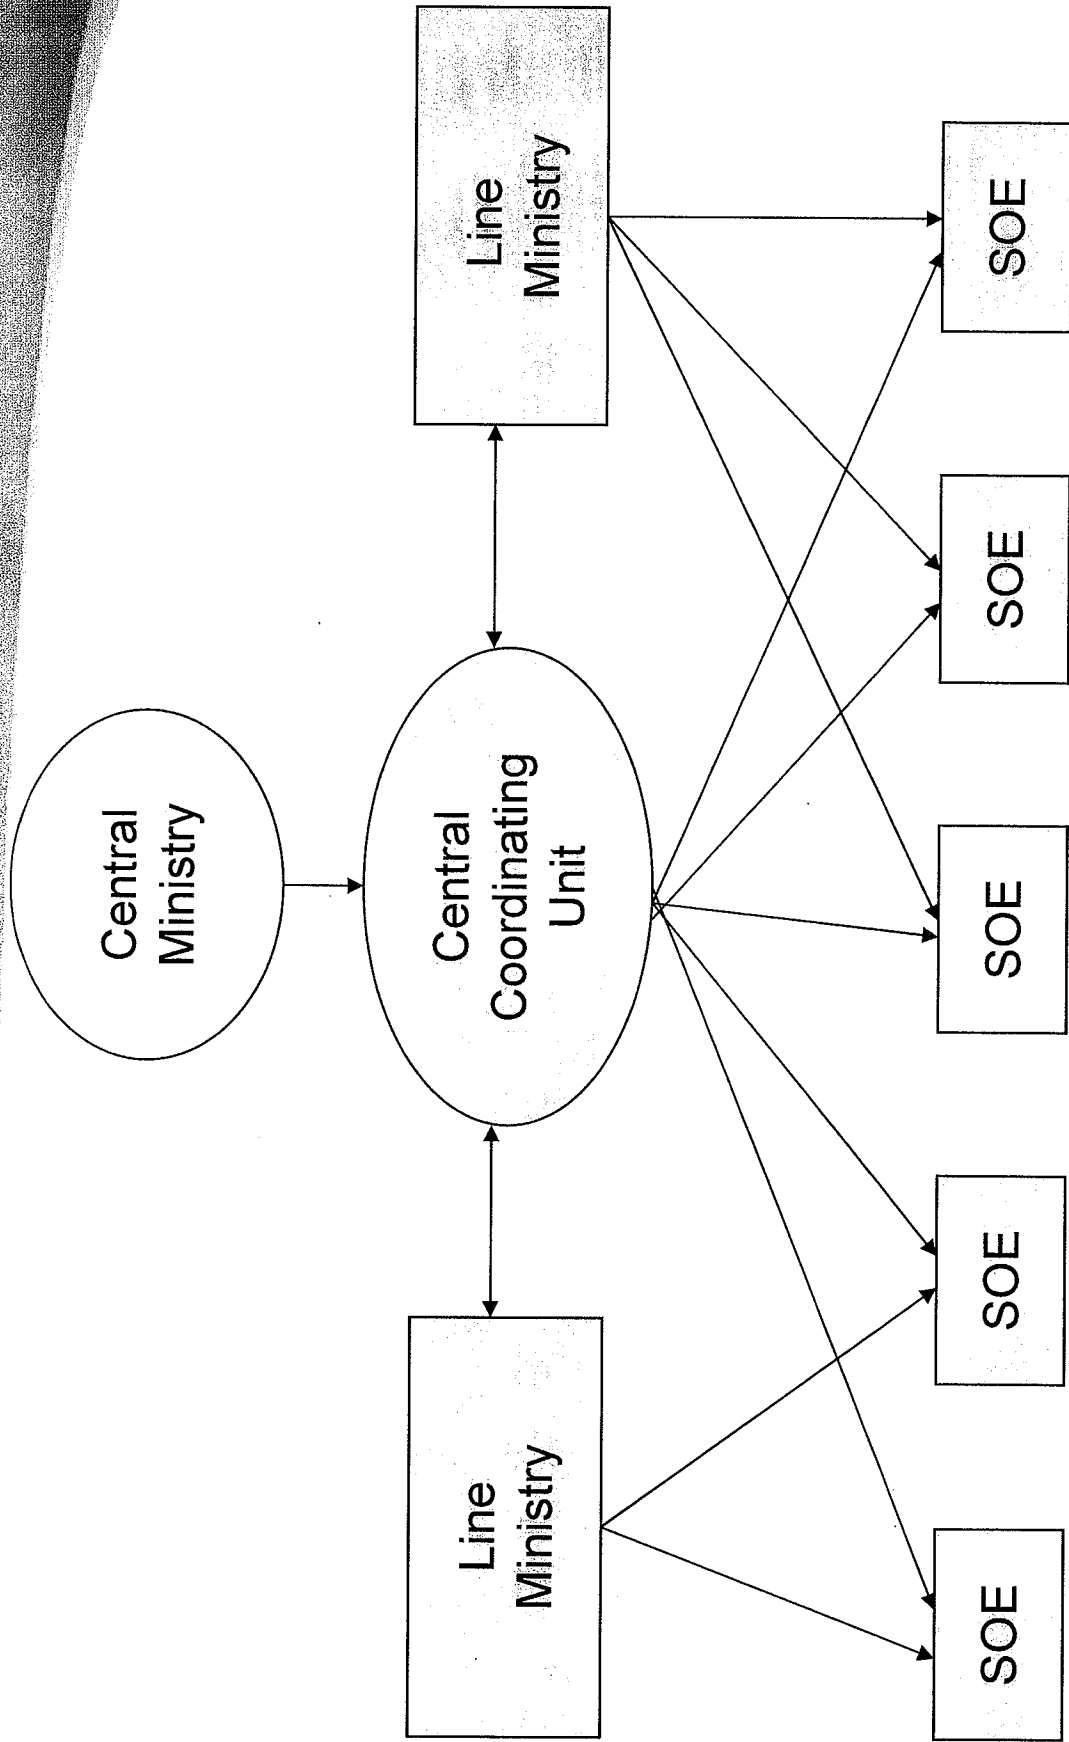 Central
Ministry
Line
Ministry
Central
Coordinating
Unit
Line
Ministry
SOE
SOE
SOE
SOE
SOE